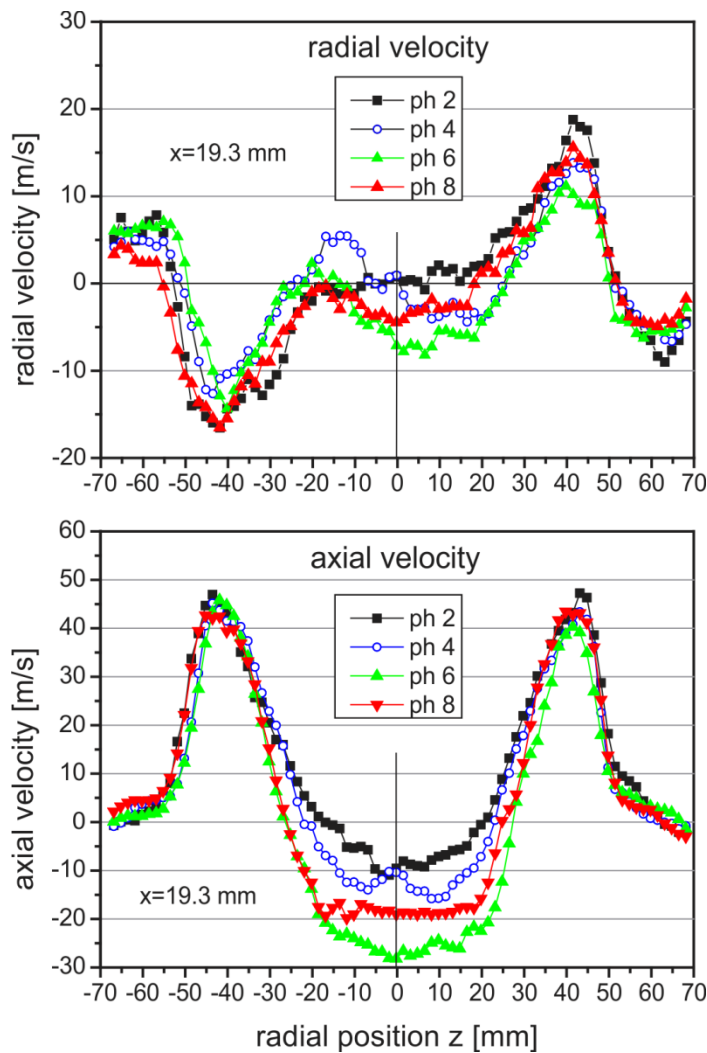 30
radial velocity
ph 2
ph 4
ph 6
ph 8
x=19.3 mm
20
10
0
-10
-20
radial velocity [m/s]
-70 -60 -50 -40 -30 -20 -10 0 10 20 30 40 50 60 70
60
axial velocity
50
ph 2
ph 4
ph 6
ph 8
40
30
20
10
0
-10
-20
-30
axial velocity [m/s]
x=19.3 mm
-70 -60 -50 -40 -30 -20 -10 0 10 20 30 40 50 60 70
radial position z [mm]